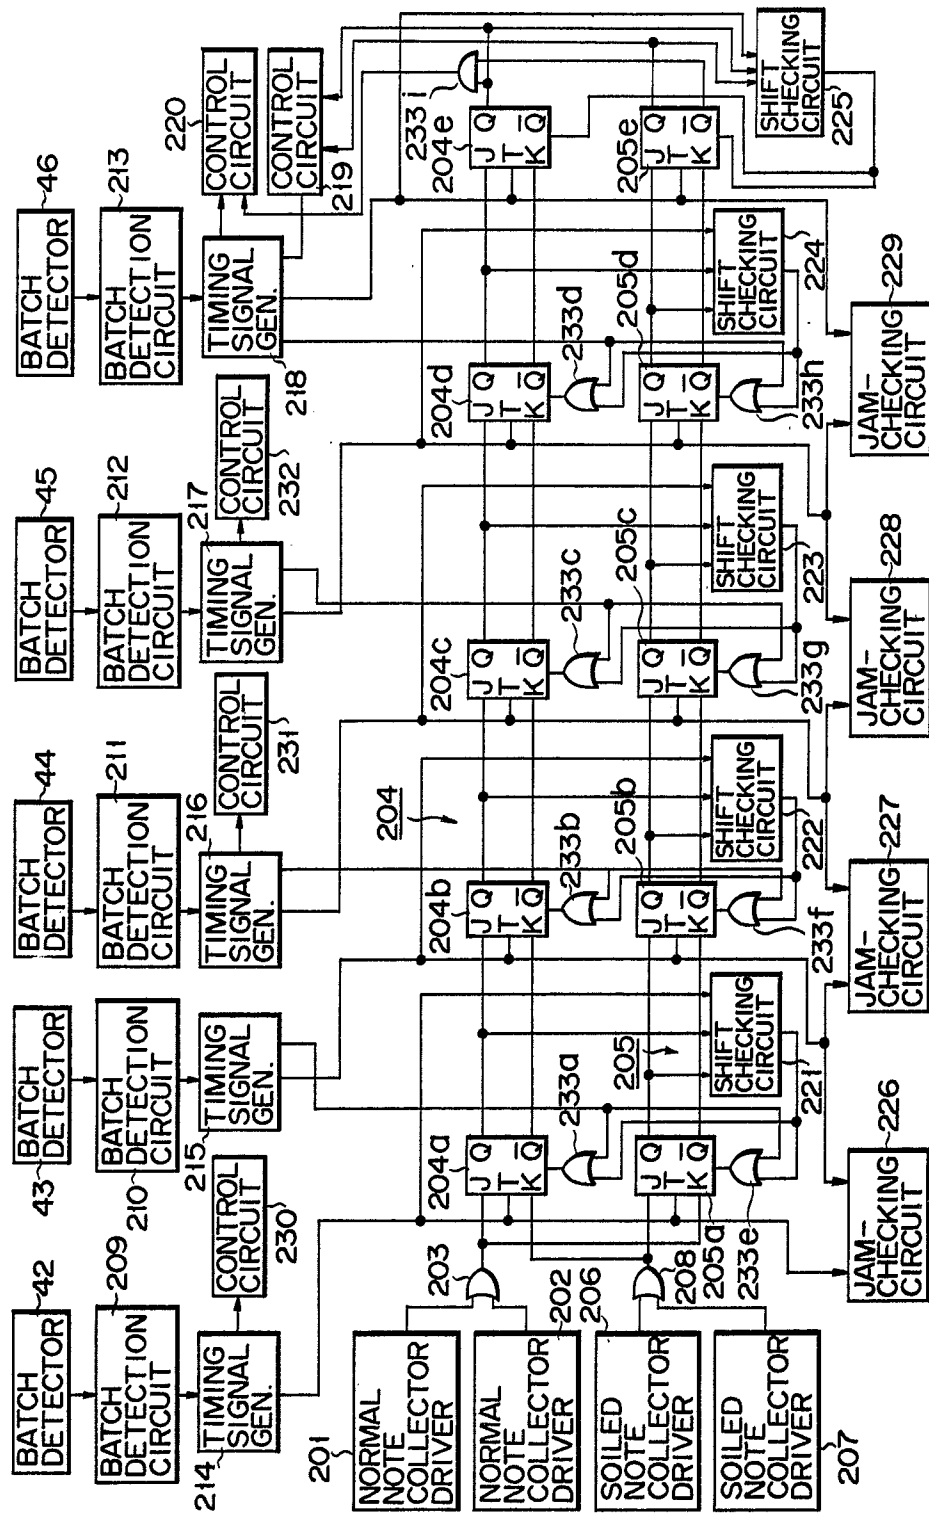 42
BATCH
DETECTOR
209
BATCH
DETECTION
CIRCUIT
TIMING
SIGNAL
GEN.
214
CONTROL
CIRCUIT
230
43
BATCH
DETECTOR
210
BATCH
DETECTION
CIRCUIT
215
TIMING
SIGNAL
GEN.
44
BATCH
DETECTOR
211
BATCH
DETECTION
CIRCUIT
216
TIMING
SIGNAL
GEN.
CONTROL
CIRCUIT
231
45
BATCH
DETECTOR
212
BATCH
DETECTION
CIRCUIT
217
TIMING
SIGNAL
GEN.
CONTROL
CIRCUIT
232
46
BATCH
DETECTOR
213
BATCH
DETECTION
CIRCUIT
TIMING
SIGNAL
GEN.
218
220
CONTROL
CIRCUIT
CONTROL
CIRCUIT
219
201
NORMAL
NOTE
COLLECTOR
DRIVER
202
NORMAL
NOTE
COLLECTOR
DRIVER
206
SOILED
NOTE
COLLECTOR
DRIVER
207
SOILED
NOTE
COLLECTOR
DRIVER
203
208
204
204a
J Q
T
K Q
233a
204b
J Q
T
K Q
233b
204c
J Q
T
K Q
233c
204d
J Q
T
K Q
233d
204e
J Q
T
K Q
233i
205
205a
J Q
T
K Q
233e
205b
J Q
T
K Q
233f
205c
J Q
T
K Q
233g
205d
J Q
T
K Q
233h
205e
J Q
T
K Q
SHIFT
CHECKING
CIRCUIT
221
SHIFT
CHECKING
CIRCUIT
222
SHIFT
CHECKING
CIRCUIT
223
SHIFT
CHECKING
CIRCUIT
224
SHIFT
CHECKING
CIRCUIT
225
226
JAM-
CHECKING
CIRCUIT
227
JAM-
CHECKING
CIRCUIT
228
JAM-
CHECKING
CIRCUIT
229
JAM-
CHECKING
CIRCUIT